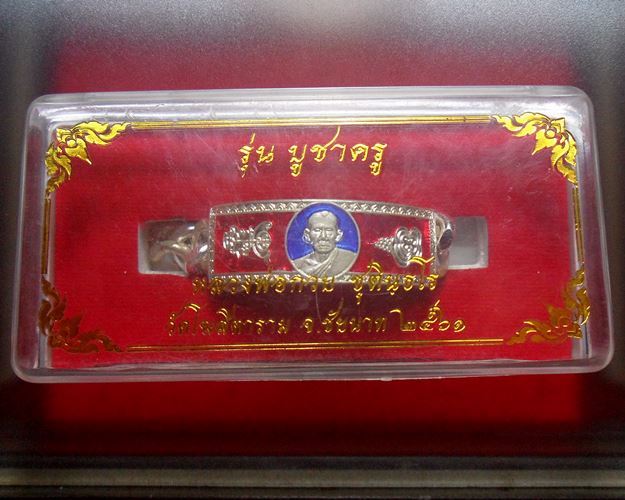 รุ่น บูชาครู
หลวงพ่อกวย ชุตินฺธโร
วัดโฆสิตาราม จ.ชัยนาท ๒๕๖๑